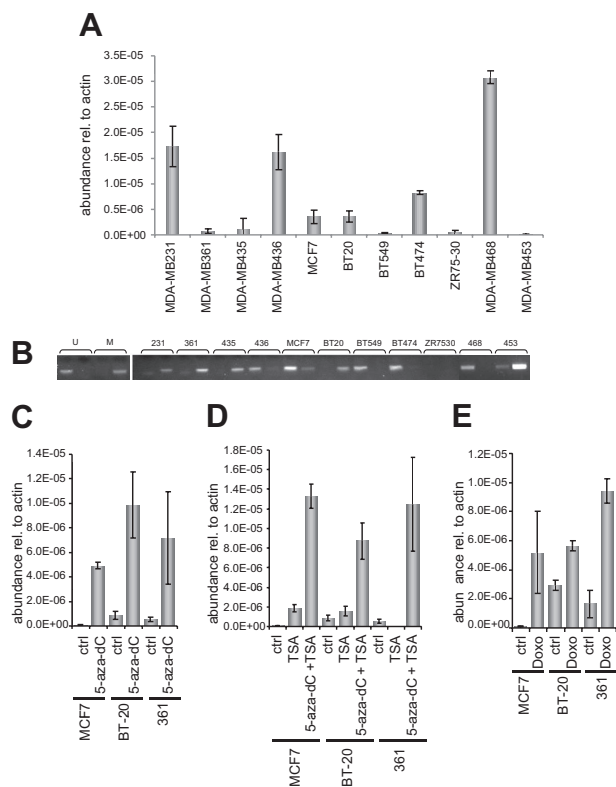 A
abundance rel. to actin
3.5E-05
3.0E-05
2.5E-05
2.0E-05
1.5E-05
1.0E-05
5.0E-06
0.0E+00
MDA-MB231
MDA-MB361
MDA-MB435
MDA-MB436
MCF7
BT20
BT549
BT474
ZR75-30
MDA-MB468
MDA-MB453
B
U M 231 361 435 436 MCF7 BT20 BT549 BT474 ZR7530 468 453
C
abundance rel. to actin
1.4E-05
1.2E-05
1.0E-05
8.0E-06
6.0E-06
4.0E-06
2.0E-06
0.0E+00
ctrl
5-aza-dC
ctrl
5-aza-dC
ctrl
5-aza-dC
MCF7
BT-20
361
D
abundance rel. to actin
1.8E-05
1.6E-05
1.4E-05
1.2E-05
1.0E-05
8.0E-06
6.0E-06
4.0E-06
2.0E-06
0.0E+00
ctrl
TSA
5-aza-dC +TSA
ctrl
TSA
5-aza-dC + TSA
ctrl
TSA
5-aza-dC + TSA
MCF7
BT-20
361
E
abun ance rel. to actin
1.2E-05
1.0E-05
8.0E-06
6.0E-06
4.0E-06
2.0E-06
0.0E+00
ctrl
Doxo
ctrl
Doxo
ctrl
Doxo
MCF7
BT-20
361